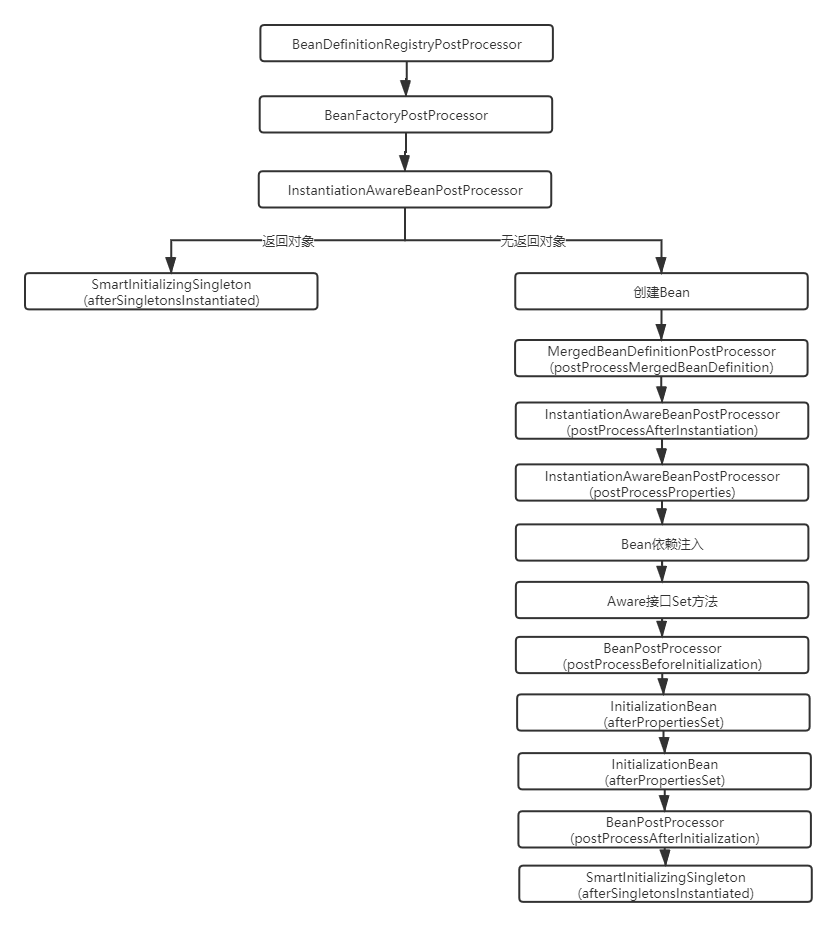 BeanDefinitionRegistryPostProcessor
BeanFactoryPostProcessor
InstantiationAwareBeanPostProcessor
返回对象
无返回对象
SmartInitializingSingleton
(afterSingletonsInstantiated)
创建Bean
MergedBeanDefinitionPostProcessor
(postProcessMergedBeanDefinition)
InstantiationAwareBeanPostProcessor
(postProcessAfterInstantiation)
InstantiationAwareBeanPostProcessor
(postProcessProperties)
Bean依赖注入
Aware接口Set方法
BeanPostProcessor
(postProcessBeforeInitialization)
InitializationBean
(afterPropertiesSet)
InitializationBean
(afterPropertiesSet)
BeanPostProcessor
(postProcessAfterInitialization)
SmartInitializingSingleton
(afterSingletonsInstantiated)